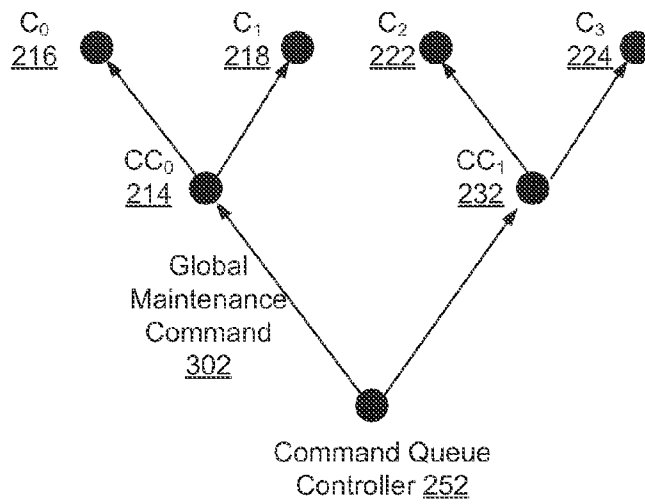 C₀ C₁ C₂ C₃
216 218 222 224
CC₀ CC₁
214 232
Global
Maintenance
Command
302
Command Queue
Controller 252